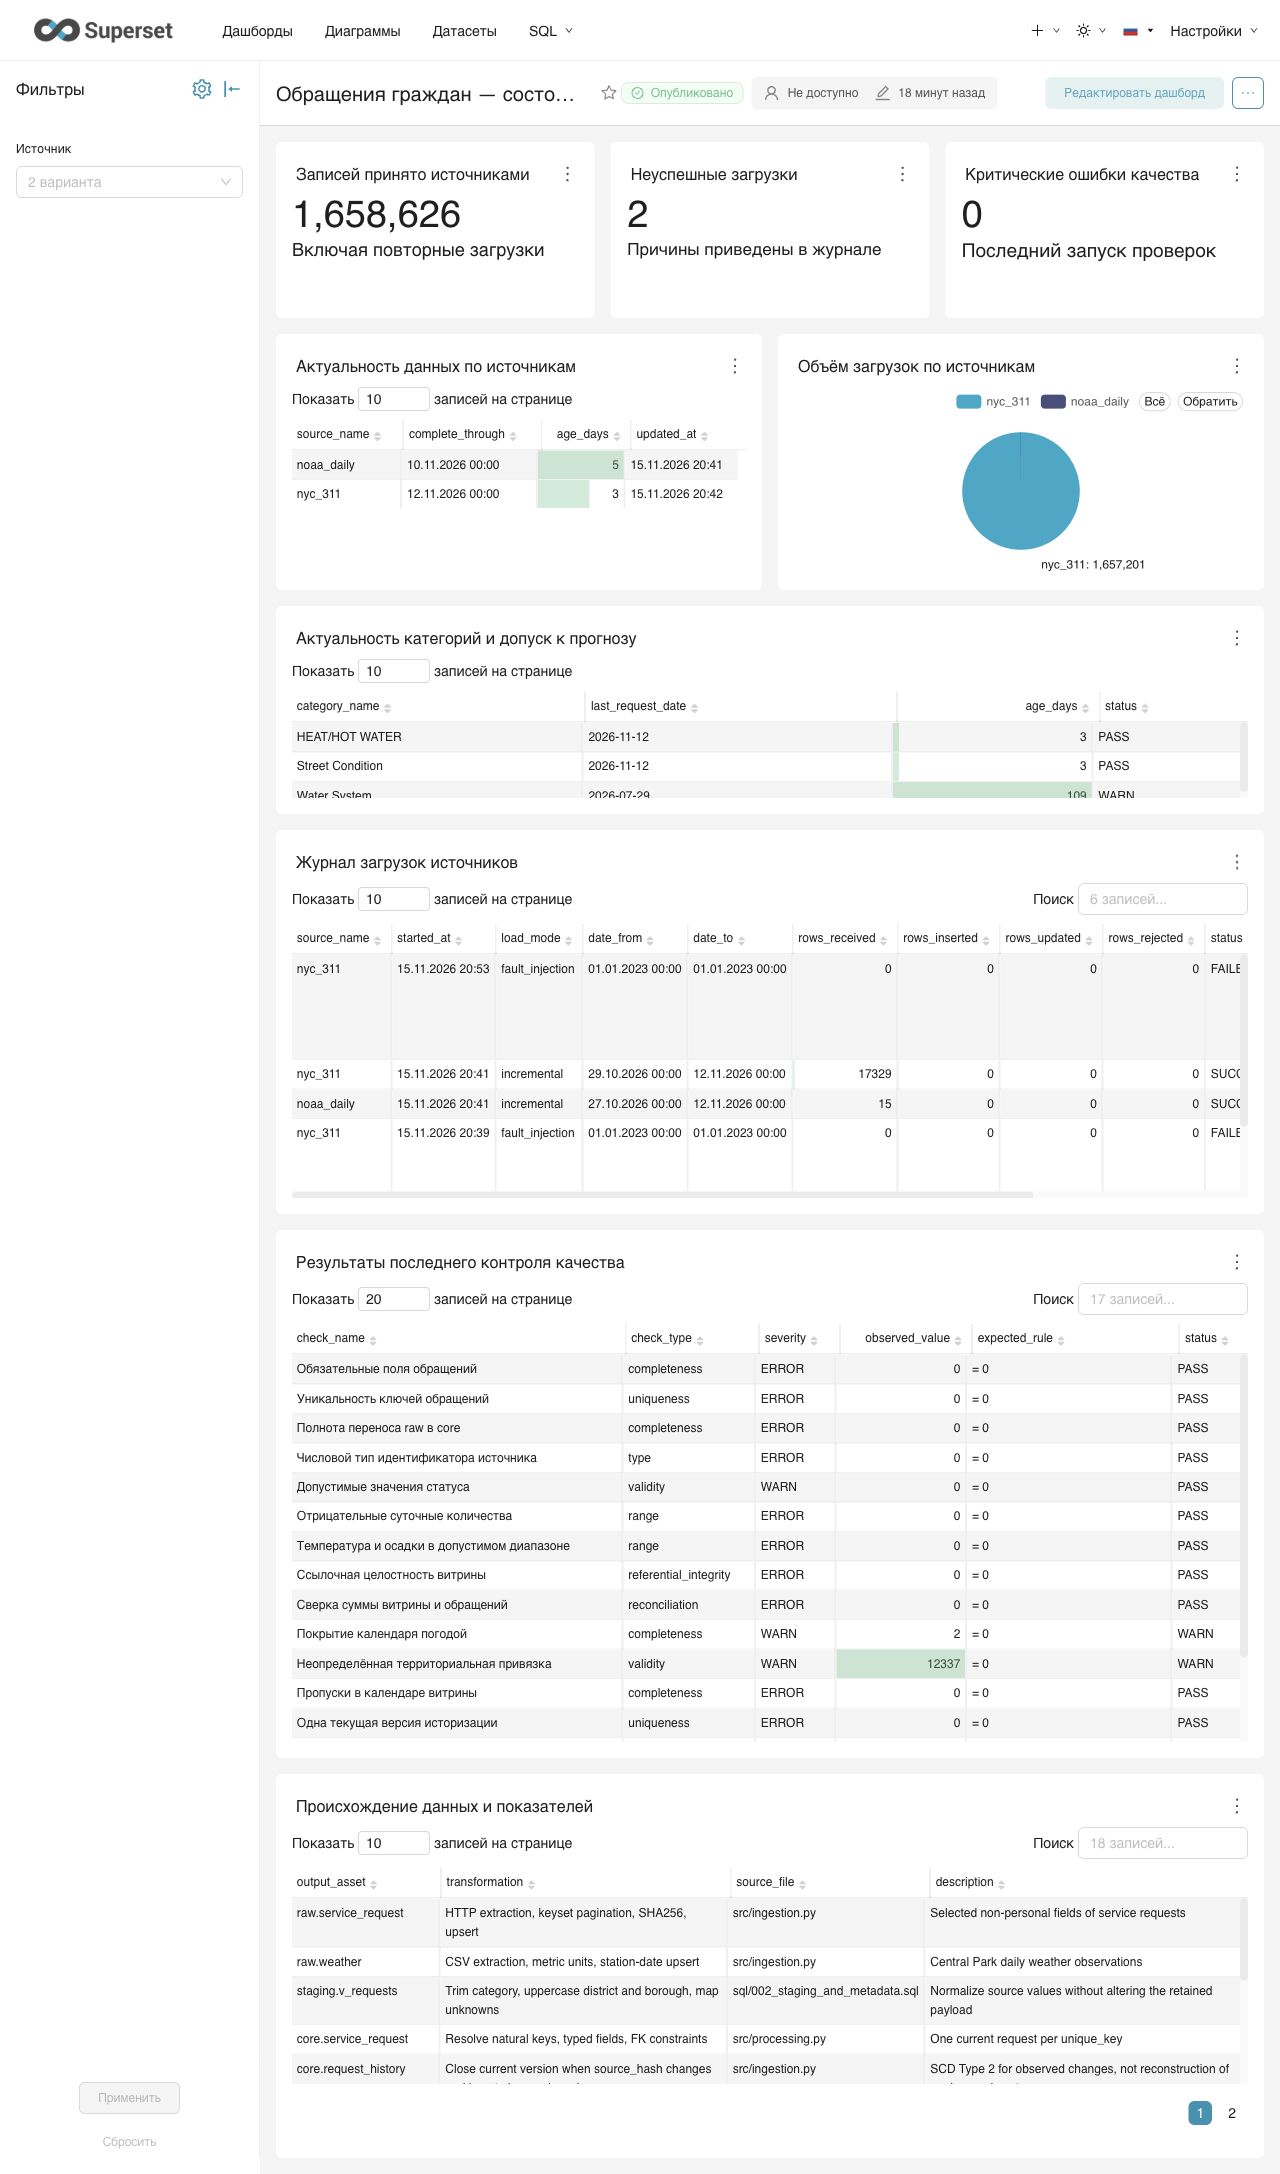 Superset
Дашборды Диаграммы Датасеты SQL Настройки
Фильтры
Источник
2 варианта
Применить
Сбросить
Обращения граждан — состо... Опубликовано Не доступно 18 минут назад Редактировать дашборд ...
Записей принято источниками
1,658,626
Включая повторные загрузки
Неуспешные загрузки
2
Причины приведены в журнале
Критические ошибки качества
0
Последний запуск проверок
Актуальность данных по источникам
Показать 10 записей на странице
source_name complete_through age_days updated_at
noaa_daily 10.11.2026 00:00 5 15.11.2026 20:41
nyc_311 12.11.2026 00:00 3 15.11.2026 20:42
Объём загрузок по источникам
nyc_311 noaa_daily Всё Обратить
nyc_311: 1,657,201
Актуальность категорий и допуск к прогнозу
Показать 10 записей на странице
category_name last_request_date age_days status
HEAT/HOT WATER 2026-11-12 3 PASS
Street Condition 2026-11-12 3 PASS
Water System 2026-07-29 109 WARN
Журнал загрузок источников
Показать 10 записей на странице Поиск 6 записей...
source_name started_at load_mode date_from date_to rows_received rows_inserted rows_updated rows_rejected status
nyc_311 15.11.2026 20:53 fault_injection 01.01.2023 00:00 01.01.2023 00:00 0 0 0 0 FAILE
nyc_311 15.11.2026 20:41 incremental 29.10.2026 00:00 12.11.2026 00:00 17329 0 0 0 SUCC
noaa_daily 15.11.2026 20:41 incremental 27.10.2026 00:00 12.11.2026 00:00 15 0 0 0 SUCC
nyc_311 15.11.2026 20:39 fault_injection 01.01.2023 00:00 01.01.2023 00:00 0 0 0 0 FAILE
Результаты последнего контроля качества
Показать 20 записей на странице Поиск 17 записей...
check_name check_type severity observed_value expected_rule status
Обязательные поля обращений completeness ERROR 0 = 0 PASS
Уникальность ключей обращений uniqueness ERROR 0 = 0 PASS
Полнота переноса raw в core completeness ERROR 0 = 0 PASS
Числовой тип идентификатора источника type ERROR 0 = 0 PASS
Допустимые значения статуса validity WARN 0 = 0 PASS
Отрицательные суточные количества range ERROR 0 = 0 PASS
Температура и осадки в допустимом диапазоне range ERROR 0 = 0 PASS
Ссылочная целостность витрины referential_integrity ERROR 0 = 0 PASS
Сверка суммы витрины и обращений reconciliation ERROR 0 = 0 PASS
Покрытие календаря погодой completeness WARN 2 = 0 WARN
Неопределённая территориальная привязка validity WARN 12337 = 0 WARN
Пропуски в календаре витрины completeness ERROR 0 = 0 PASS
Одна текущая версия историзации uniqueness ERROR 0 = 0 PASS
Происхождение данных и показателей
Показать 10 записей на странице Поиск 18 записей...
output_asset transformation source_file description
raw.service_request HTTP extraction, keyset pagination, SHA256, src/ingestion.py Selected non-personal fields of service requests
upsert
raw.weather CSV extraction, metric units, station-date upsert src/ingestion.py Central Park daily weather observations
staging.v_requests Trim category, uppercase district and borough, map sql/002_staging_and_metadata.sql Normalize source values without altering the retained
unknowns payload
core.service_request Resolve natural keys, typed fields, FK constraints src/processing.py One current request per unique_key
core.request_history Close current version when source_hash changes src/ingestion.py SCD Type 2 for observed changes, not reconstruction of
1 2